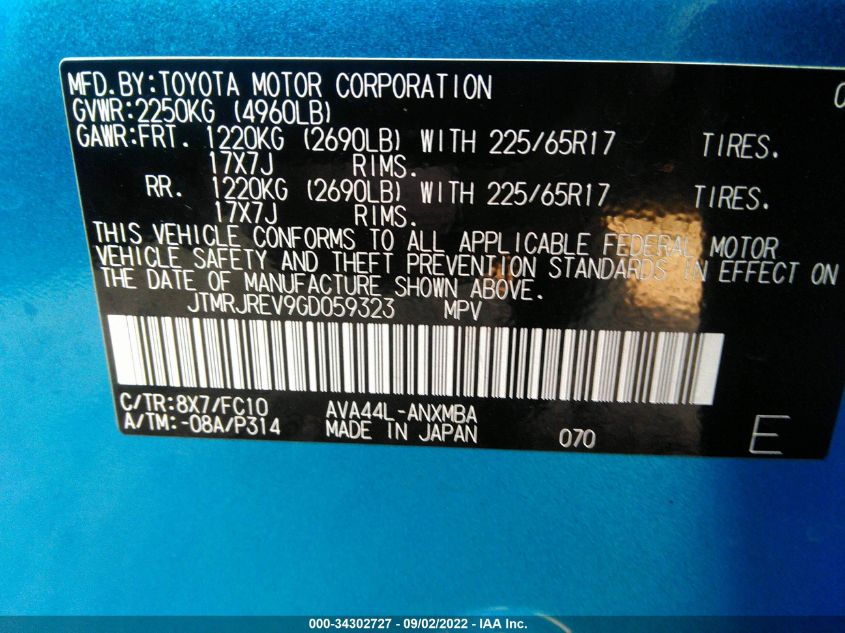 MFD.BY:TOYOTA MOTOR CORPORATION 0
GVWR:2250KG (4960LB)
GAWR:FRT. 1220KG (2690LB) WITH 225/65R17 TIRES.
17X7J RIMS.
RR. 1220KG (2690LB) WITH 225/65R17 TIRES.
17X7J RIMS.
THIS VEHICLE CONFORMS TO ALL APPLICABLE FEDERAL MOTOR
VEHICLE SAFETY AND THEFT PREVENTION STANDARDS IN EFFECT ON
THE DATE OF MANUFACTURE SHOWN ABOVE.
JTMRJREV9GD059323 MPV
C/TR:8X7/FC10 AVA44L-ANXMBA
A/TM:-08A/P314 MADE IN JAPAN 070 E
000-34302727 - 09/02/2022 - IAA Inc.